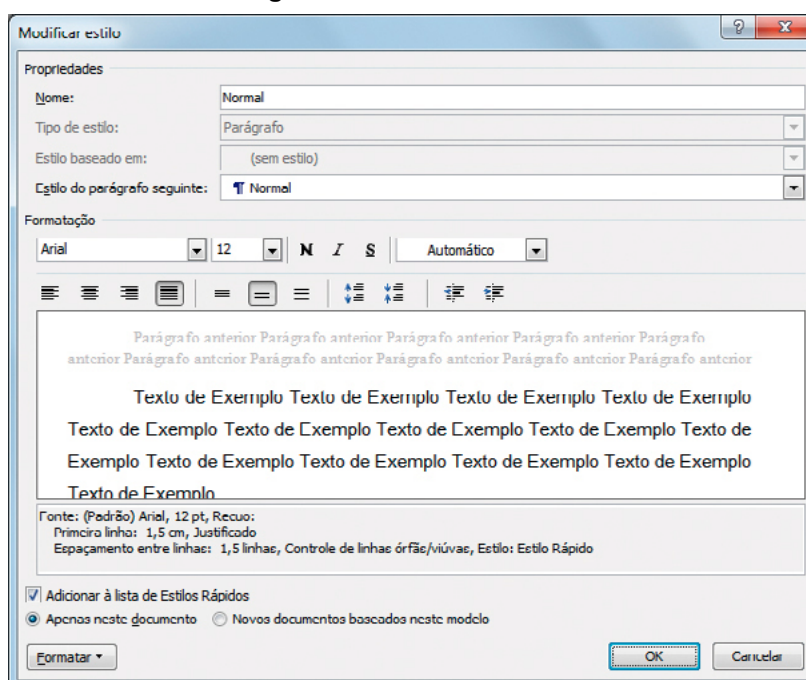 Modificar estilo
Propriedades
Nome: Normal
Tipo de estilo: Parágrafo
Estilo baseado em: (sem estilo)
Estilo do parágrafo seguinte: ¶ Normal
Formatação
Arial 12 N I S Automático
Parágrafo anterior Parágrafo anterior Parágrafo anterior Parágrafo anterior Parágrafo
anterior Parágrafo anterior Parágrafo anterior Parágrafo anterior Parágrafo anterior
Texto de Exemplo Texto de Exemplo Texto de Exemplo Texto de Exemplo
Texto de Exemplo Texto de Exemplo Texto de Exemplo Texto de Exemplo Texto de
Exemplo Texto de Exemplo Texto de Exemplo Texto de Exemplo Texto de Exemplo
Texto de Exemplo
Fonte: (Padrão) Arial, 12 pt, Recuo:
Primeira linha: 1,5 cm, Justificado
Espaçamento entre linhas: 1,5 linhas, Controle de linhas órfãs/viúvas, Estilo: Estilo Rápido
Adicionar à lista de Estilos Rápidos
Apenas neste documento Novos documentos baseados neste modelo
Formatar OK Cancelar